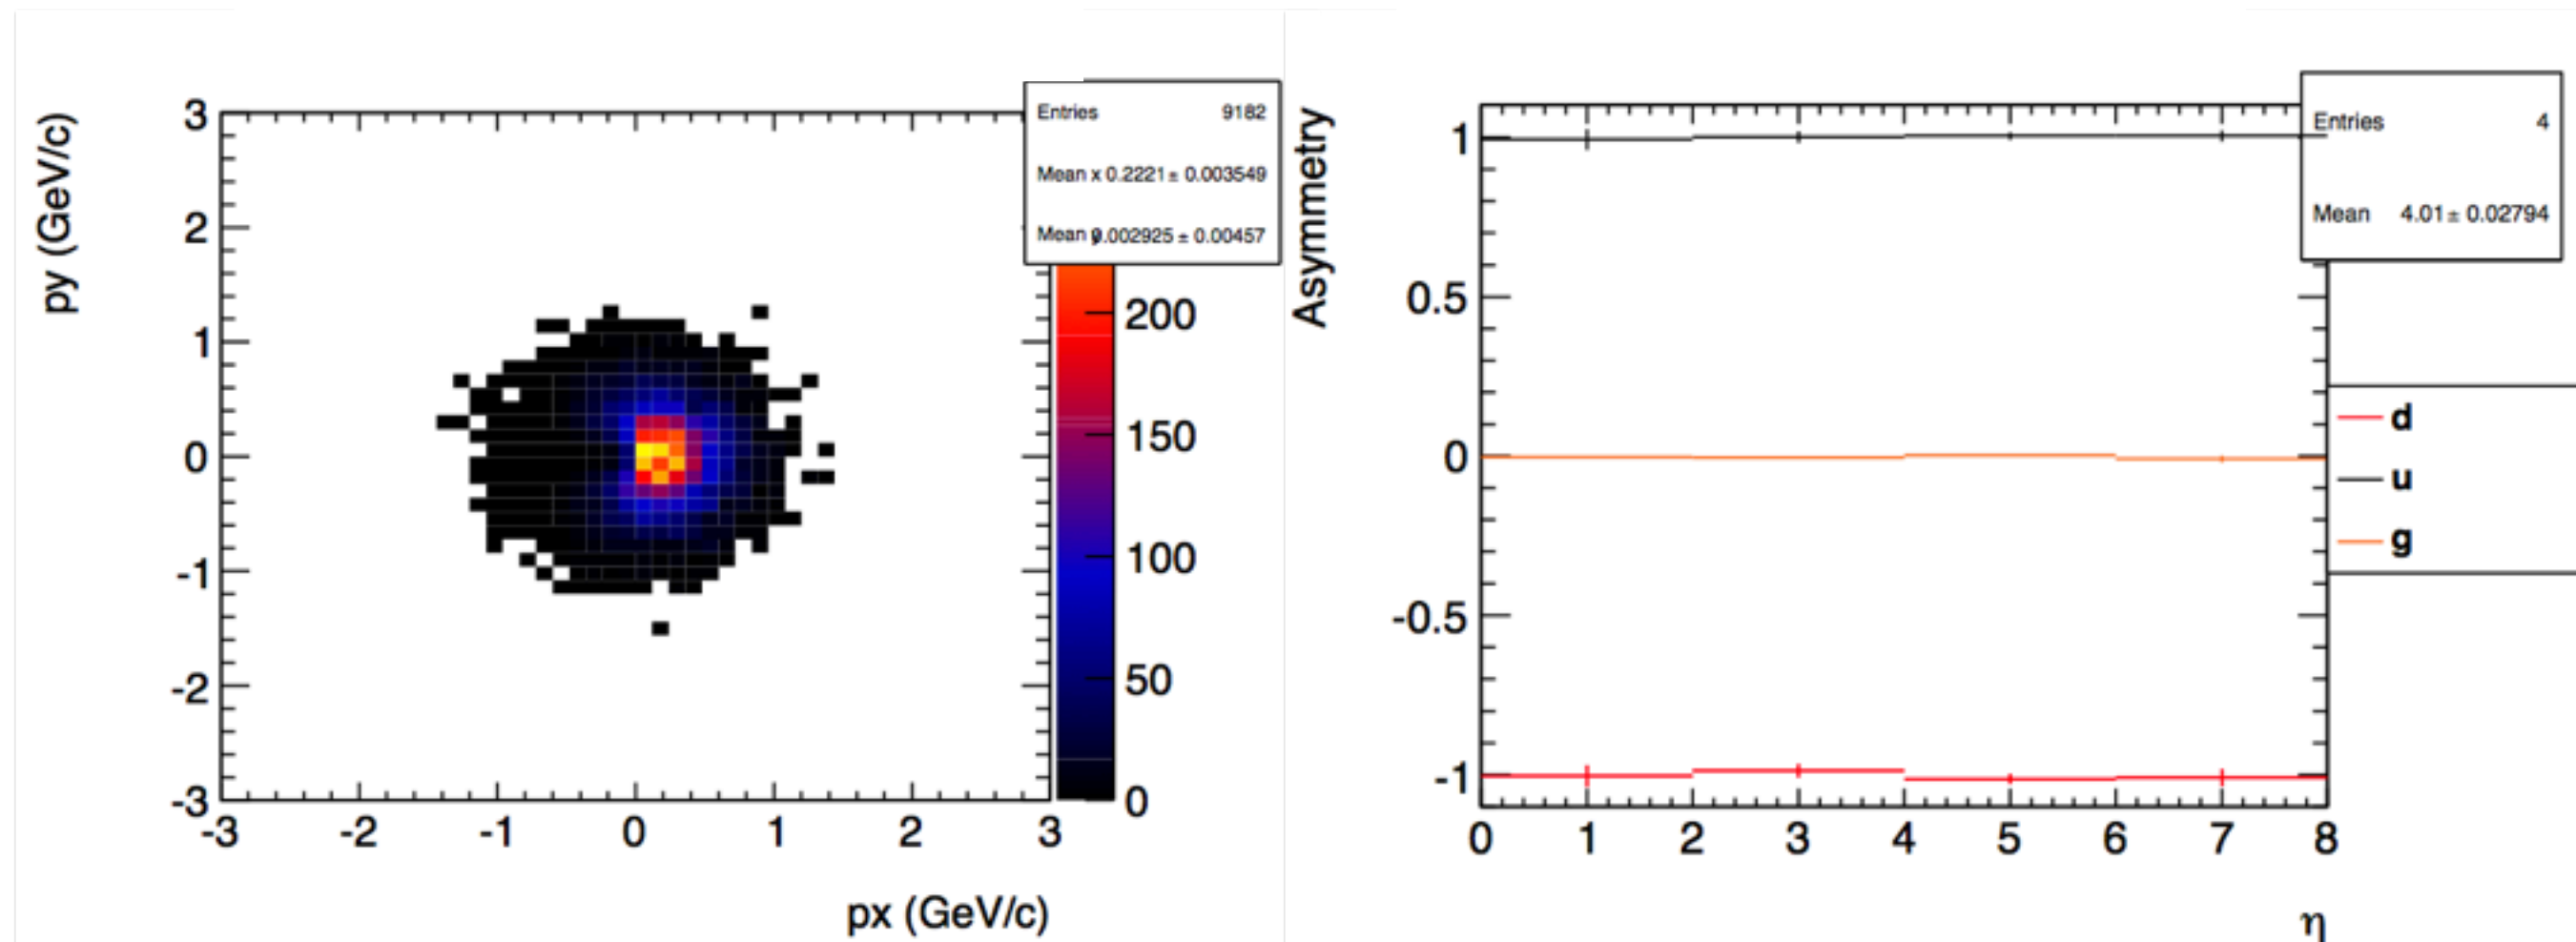 py (GeV/c)
3
2
1
0
-1
-2
-3
-3 -2 -1 0 1 2 3
px (GeV/c)
Entries 9182
Mean x 0.2221 ± 0.003549
Mean 0.002925 ± 0.00457
200
150
100
50
0
Asymmetry
1
0.5
0
-0.5
-1
0 1 2 3 4 5 6 7 8
η
Entries 4
Mean 4.01 ± 0.02794
d
u
g